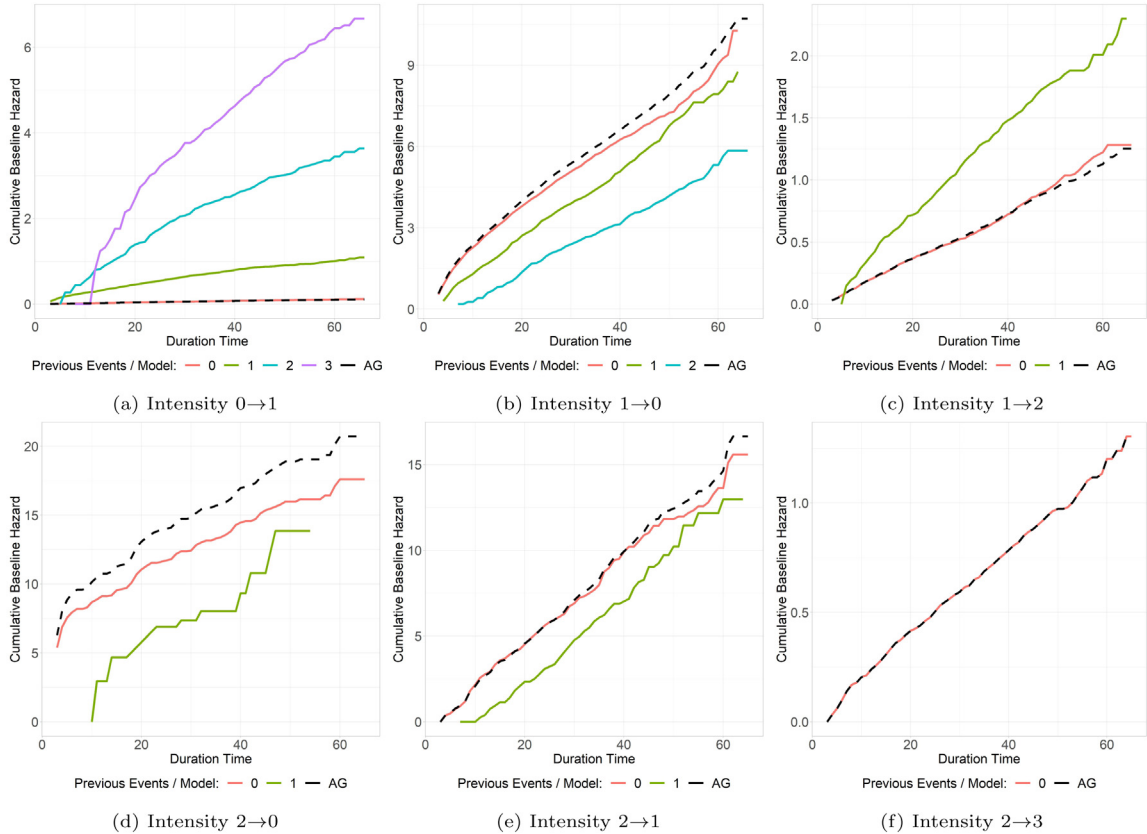 Cumulative Baseline Hazard
6
4
2
0
0 20 40 60
Duration Time
Previous Events / Model: 0 1 2 3 AG
(a) Intensity 0→1
Cumulative Baseline Hazard
9
6
3
0
0 20 40 60
Duration Time
Previous Events / Model: 0 1 2 AG
(b) Intensity 1→0
Cumulative Baseline Hazard
2.0
1.5
1.0
0.5
0.0
0 20 40 60
Duration Time
Previous Events / Model: 0 1 AG
(c) Intensity 1→2
Cumulative Baseline Hazard
20
15
10
5
0
0 20 40 60
Duration Time
Previous Events / Model: 0 1 AG
(d) Intensity 2→0
Cumulative Baseline Hazard
15
10
5
0
0 20 40 60
Duration Time
Previous Events / Model: 0 1 AG
(e) Intensity 2→1
Cumulative Baseline Hazard
1.0
0.5
0.0
0 20 40 60
Duration Time
Previous Events / Model: 0 AG
(f) Intensity 2→3